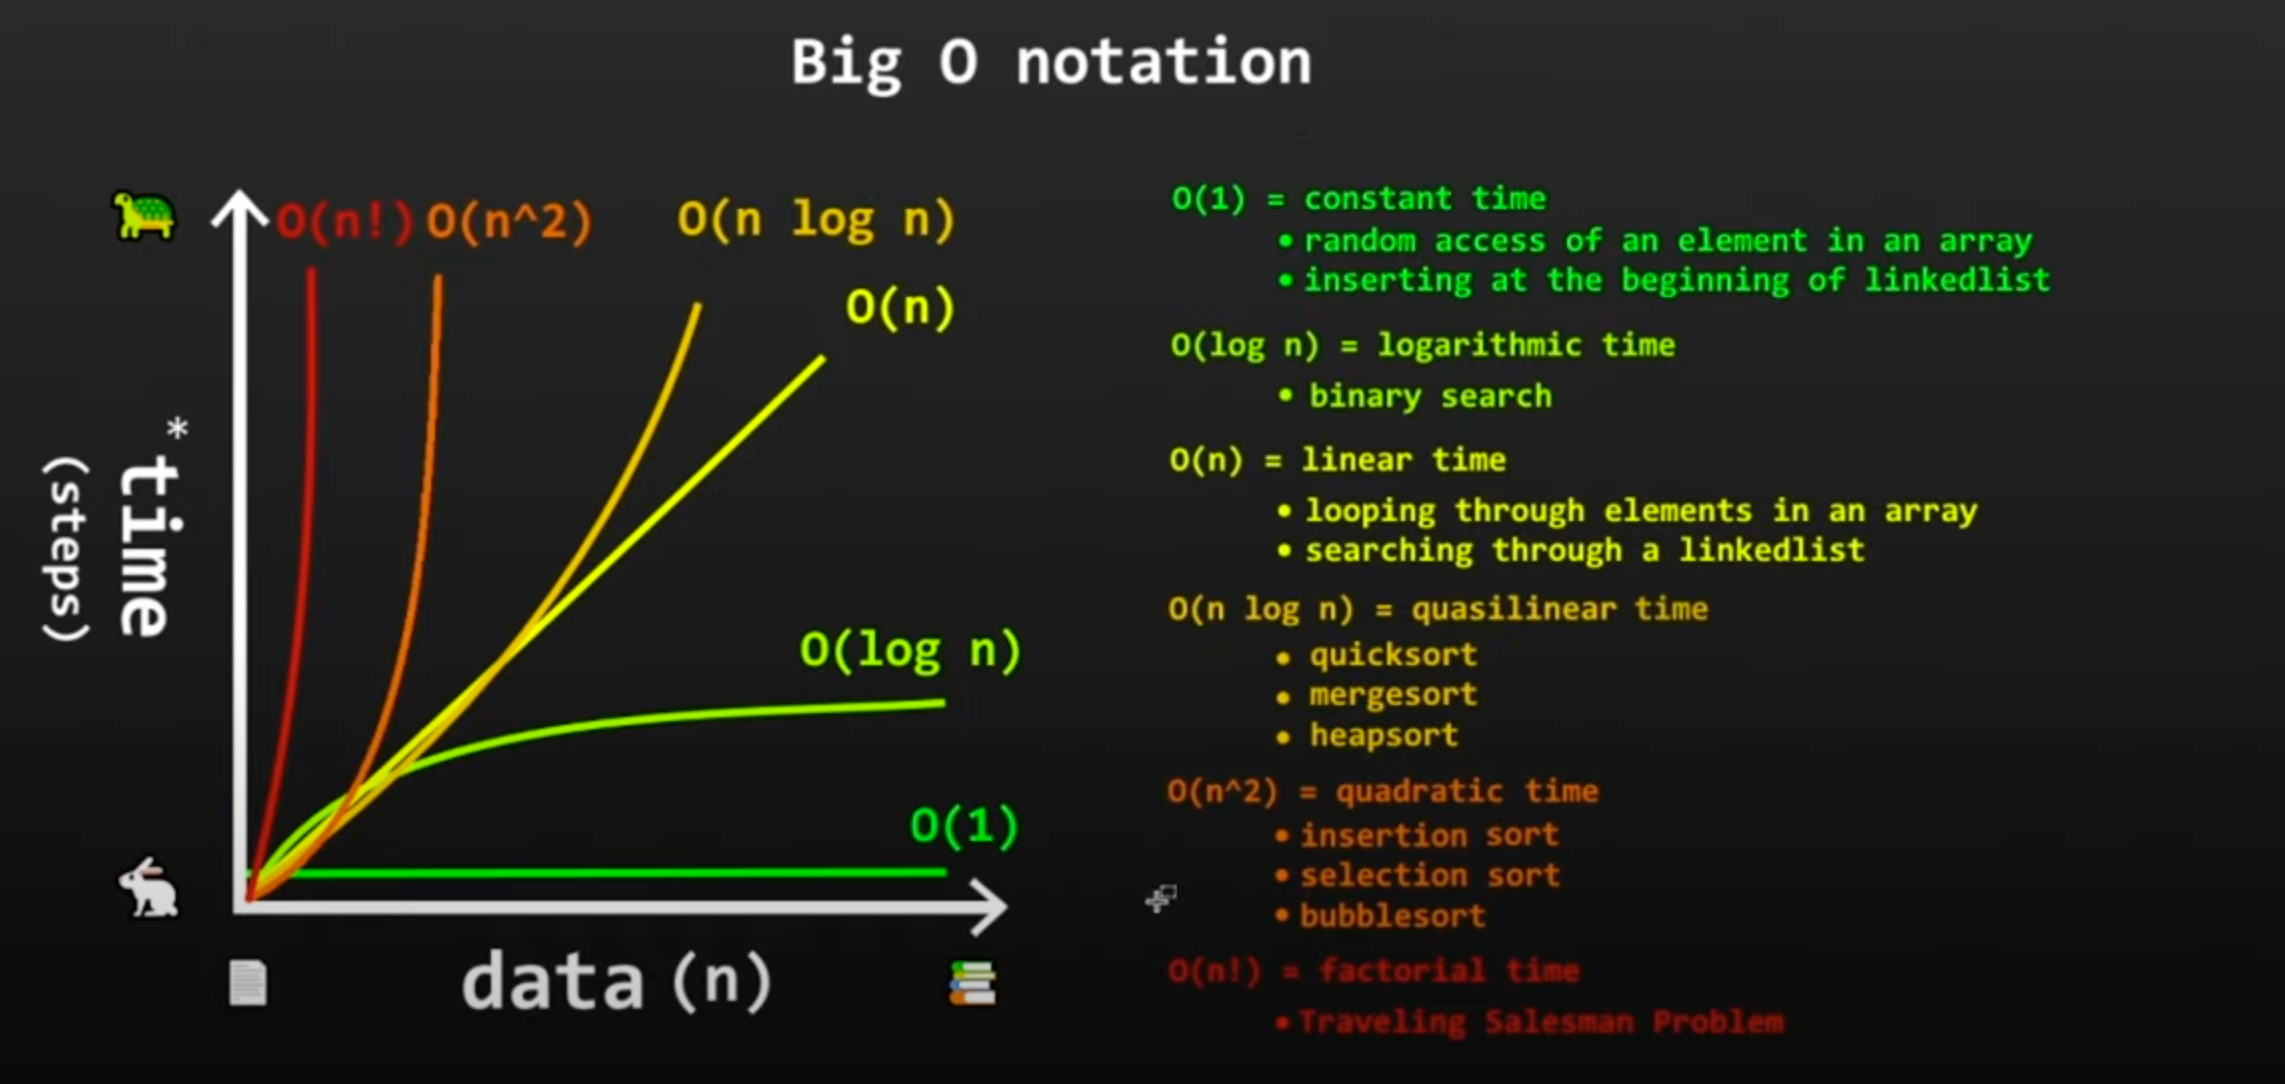 Big O notation
O(n!) O(n^2) O(n log n)
O(n)
O(log n)
O(1)
*time
(steps)
data (n)
O(1) = constant time
• random access of an element in an array
• inserting at the beginning of linkedlist
O(log n) = logarithmic time
• binary search
O(n) = linear time
• looping through elements in an array
• searching through a linkedlist
O(n log n) = quasilinear time
• quicksort
• mergesort
• heapsort
O(n^2) = quadratic time
• insertion sort
• selection sort
• bubblesort
O(n!) = factorial time
• Traveling Salesman Problem